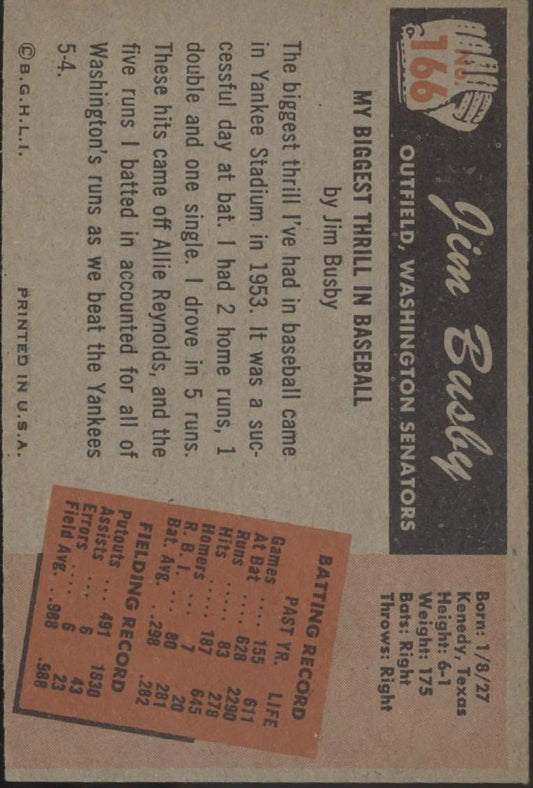 NO.
166
Jim Busby
OUTFIELD, WASHINGTON SENATORS
Born: 1/8/27
Kenedy, Texas
Height: 6-1
Weight: 175
Bats: Right
Throws: Right
MY BIGGEST THRILL IN BASEBALL
by Jim Busby
The biggest thrill I've had in baseball came
in Yankee Stadium in 1953. It was a suc-
cessful day at bat. I had 2 home runs, 1
double and one single. I drove in 5 runs.
These hits came off Allie Reynolds, and the
five runs I batted in accounted for all of
Washington's runs as we beat the Yankees
5-4.
BATTING RECORD
PAST YR. LIFE
Games .... 155 611
At Bat .... 628 2290
Runs ..... 83 278
Hits ..... 187 645
Homers .... 7 20
R. B. I. ... 80 281
Bat. Avg. .. .298 .282
FIELDING RECORD
Putouts .... 491 1830
Assists .... 6 43
Errors .... 6 23
Field Avg. .. .988 .988
©B.G.H.L.I. PRINTED IN U.S.A.